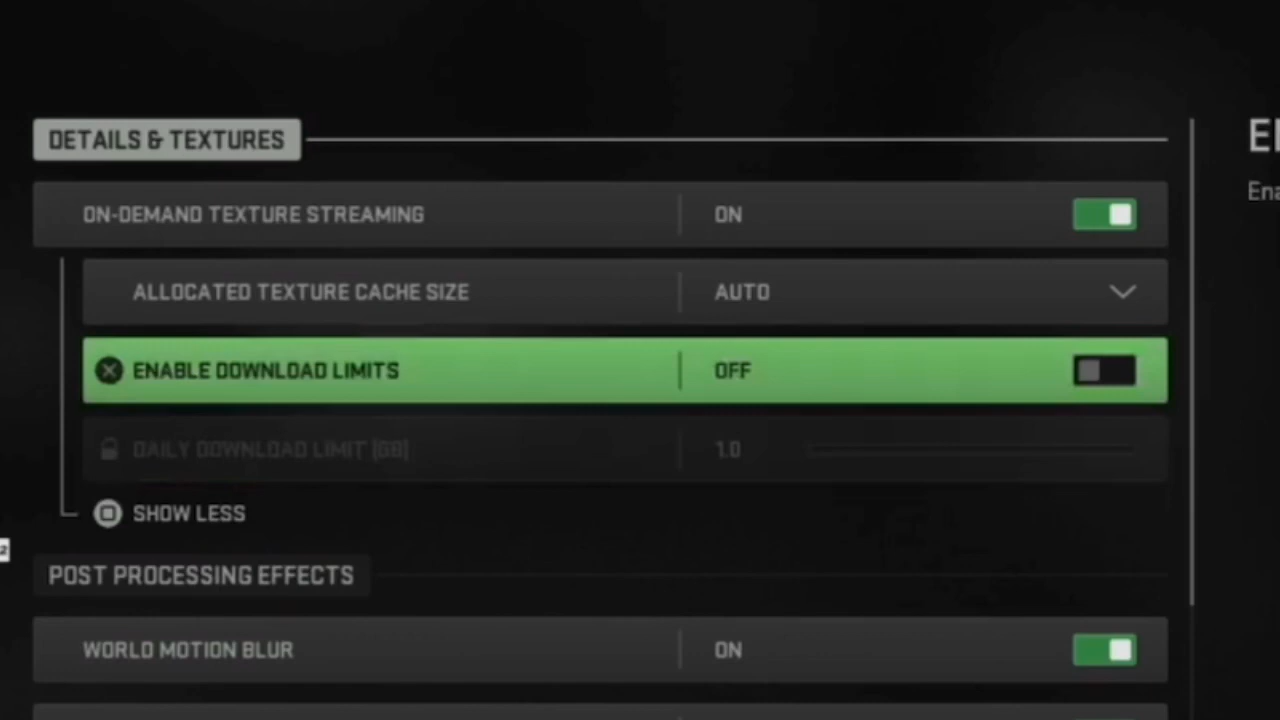 DETAILS & TEXTURES
ON-DEMAND TEXTURE STREAMING ON
ALLOCATED TEXTURE CACHE SIZE AUTO
ENABLE DOWNLOAD LIMITS OFF
DAILY DOWNLOAD LIMIT (GB) 1.0
SHOW LESS
POST PROCESSING EFFECTS
WORLD MOTION BLUR ON